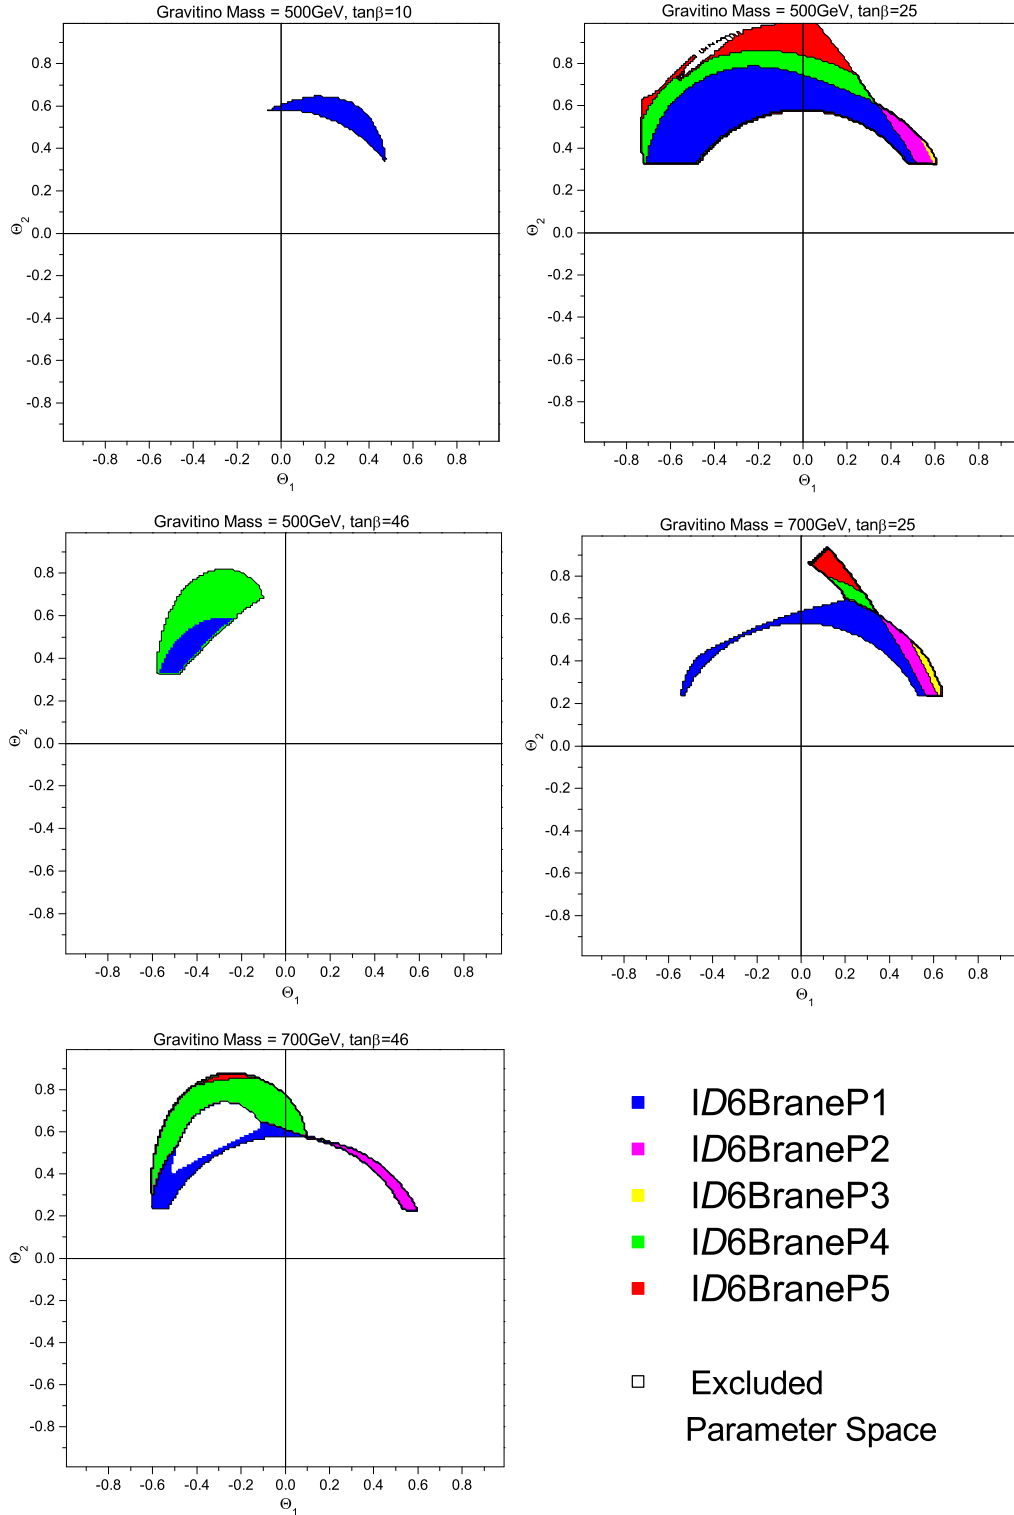 Gravitino Mass = 500GeV, tanβ=10
0.8
0.6
0.4
0.2
0.0
-0.2
-0.4
-0.6
-0.8
Θ2
-0.8 -0.6 -0.4 -0.2 0.0 0.2 0.4 0.6 0.8
Θ1
Gravitino Mass = 500GeV, tanβ=25
0.8
0.6
0.4
0.2
0.0
-0.2
-0.4
-0.6
-0.8
Θ2
-0.8 -0.6 -0.4 -0.2 0.0 0.2 0.4 0.6 0.8
Θ1
Gravitino Mass = 500GeV, tanβ=46
0.8
0.6
0.4
0.2
0.0
-0.2
-0.4
-0.6
-0.8
Θ2
-0.8 -0.6 -0.4 -0.2 0.0 0.2 0.4 0.6 0.8
Θ1
Gravitino Mass = 700GeV, tanβ=25
0.8
0.6
0.4
0.2
0.0
-0.2
-0.4
-0.6
-0.8
Θ2
-0.8 -0.6 -0.4 -0.2 0.0 0.2 0.4 0.6 0.8
Θ1
Gravitino Mass = 700GeV, tanβ=46
0.8
0.6
0.4
0.2
0.0
-0.2
-0.4
-0.6
-0.8
Θ2
-0.8 -0.6 -0.4 -0.2 0.0 0.2 0.4 0.6 0.8
Θ1
ID6BraneP1
ID6BraneP2
ID6BraneP3
ID6BraneP4
ID6BraneP5
Excluded
Parameter Space